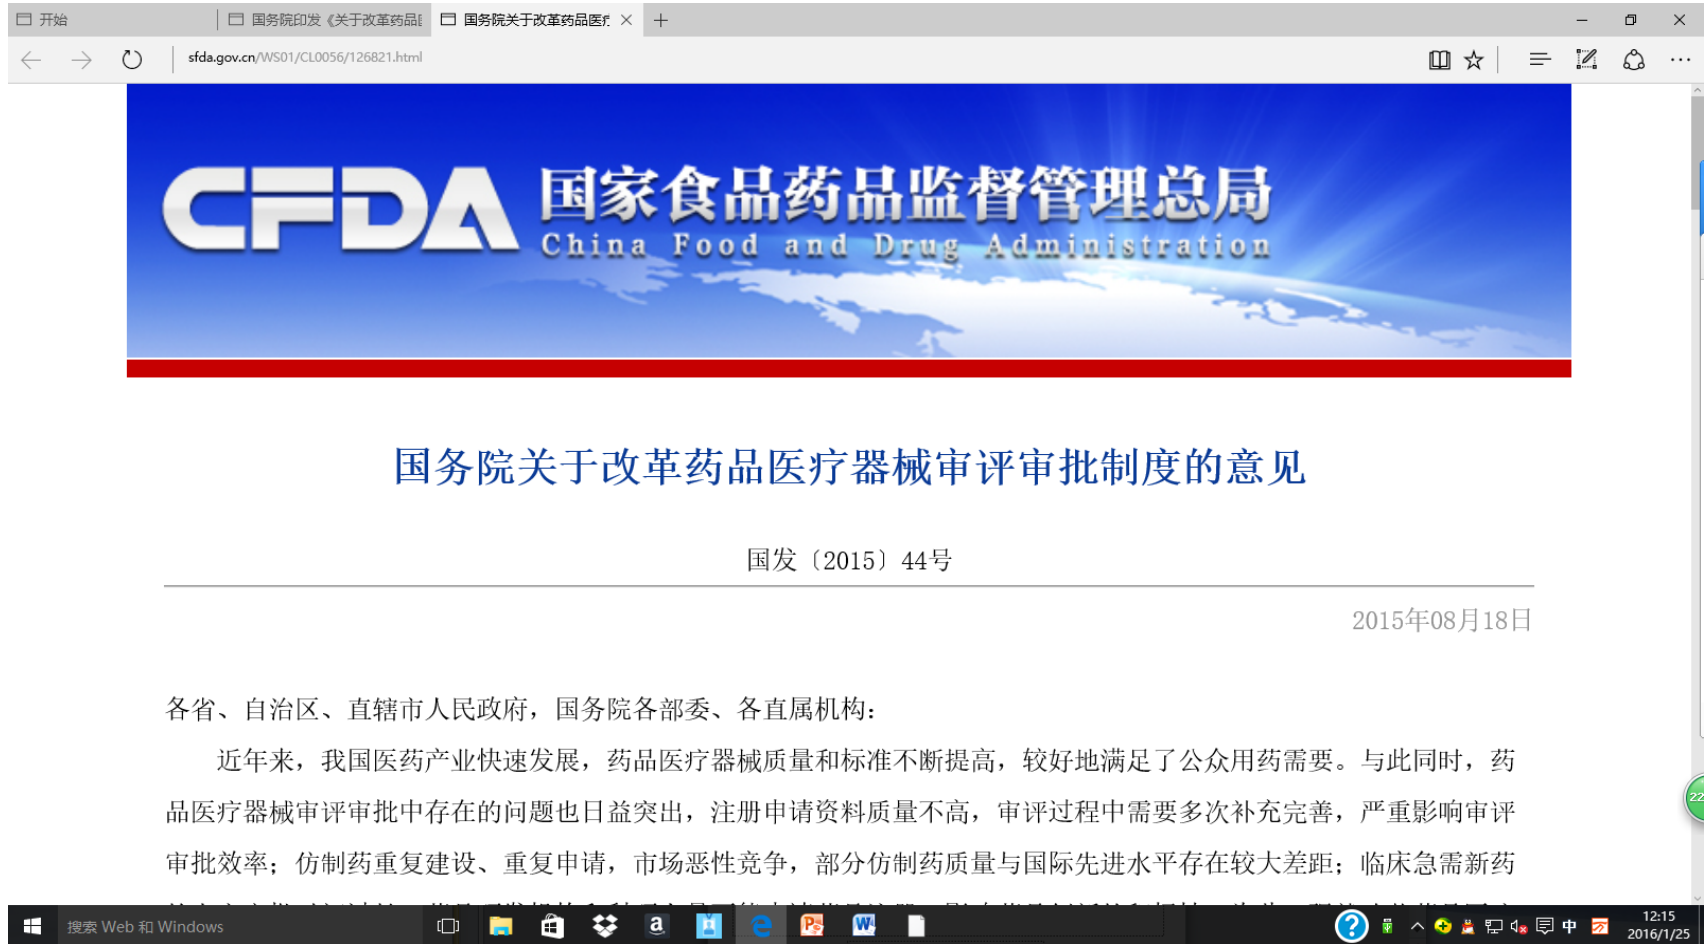 开始
国务院印发《关于改革药品
国务院关于改革药品医疗
sfda.gov.cn/WS01/CL0056/126821.html
CFDA 国家食品药品监督管理总局
China Food and Drug Administration
国务院关于改革药品医疗器械审评审批制度的意见
国发〔2015〕44号
2015年08月18日
各省、自治区、直辖市人民政府，国务院各部委、各直属机构：
近年来，我国医药产业快速发展，药品医疗器械质量和标准不断提高，较好地满足了公众用药需要。与此同时，药
品医疗器械审评审批中存在的问题也日益突出，注册申请资料质量不高，审评过程中需要多次补充完善，严重影响审评
审批效率；仿制药重复建设、重复申请，市场恶性竞争，部分仿制药质量与国际先进水平存在较大差距；临床急需新药
22
搜索 Web 和 Windows
中
12:15
2016/1/25